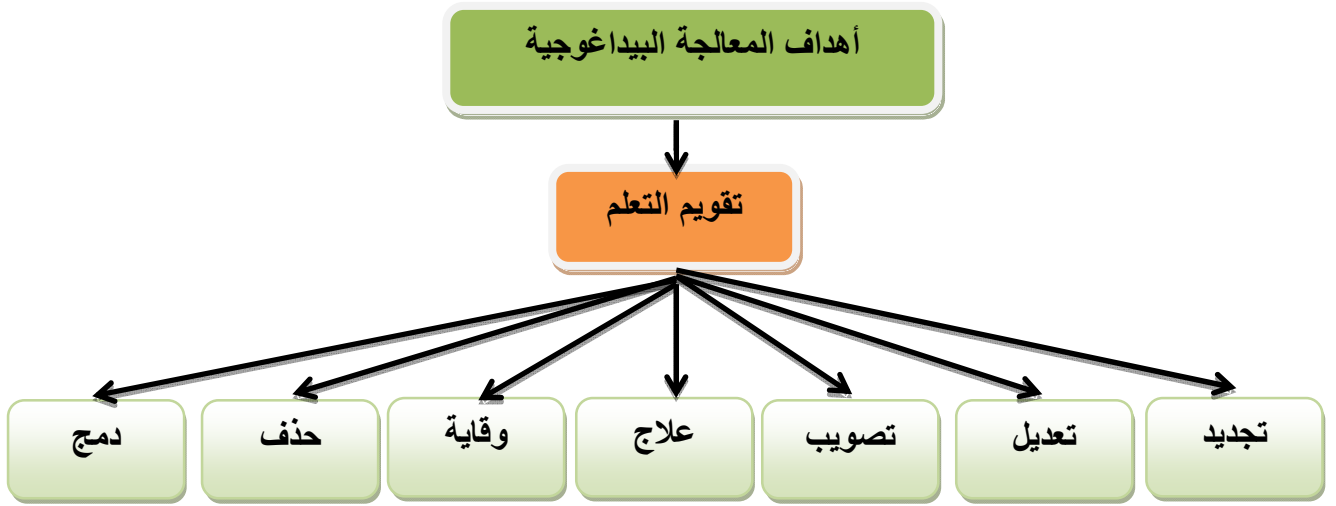 أهداف المعالجة البيداغوجية
تقويم التعلم
تجديد
تعديل
تصويب
علاج
وقاية
حذف
دمج